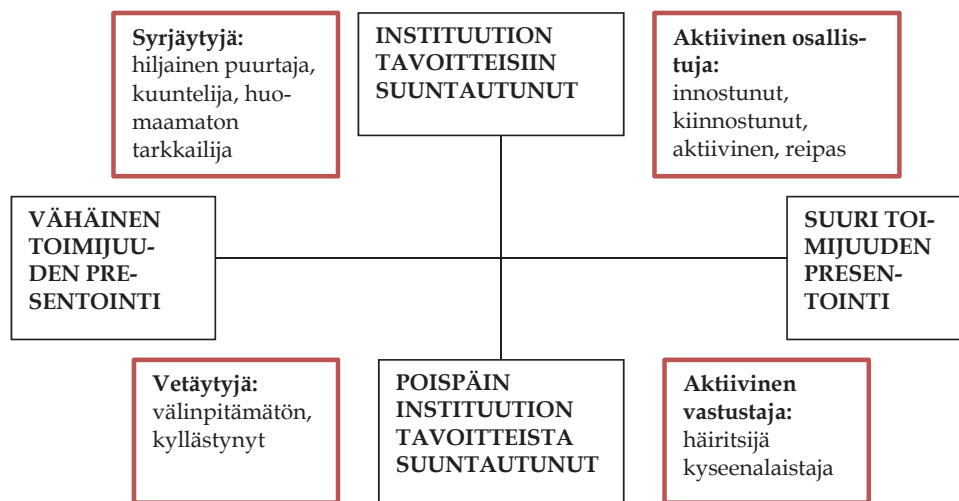 Syrjäytyjä:
hiljainen puurtaja,
kuuntelija, huo-
maamaton
tarkkailija
INSTITUUTION
TAVOITTEISIIN
SUUNTAUTUNUT
Aktiivinen osallis-
tuja:
innostunut,
kiinnostunut,
aktiivinen, reipas
VÄHÄINEN
TOIMIJUU-
DEN PRE-
SENTOINTI
SUURI TOI-
MIJUUDEN
PRESEN-
TOINTI
Vetäytyjä:
välinpitämätön,
kyllästynyt
POISPÄIN
INSTITUUTION
TAVOITTEISTA
SUUNTAUTUNUT
Aktiivinen
vastustaja:
häiritsijä
kyseenalaistaja